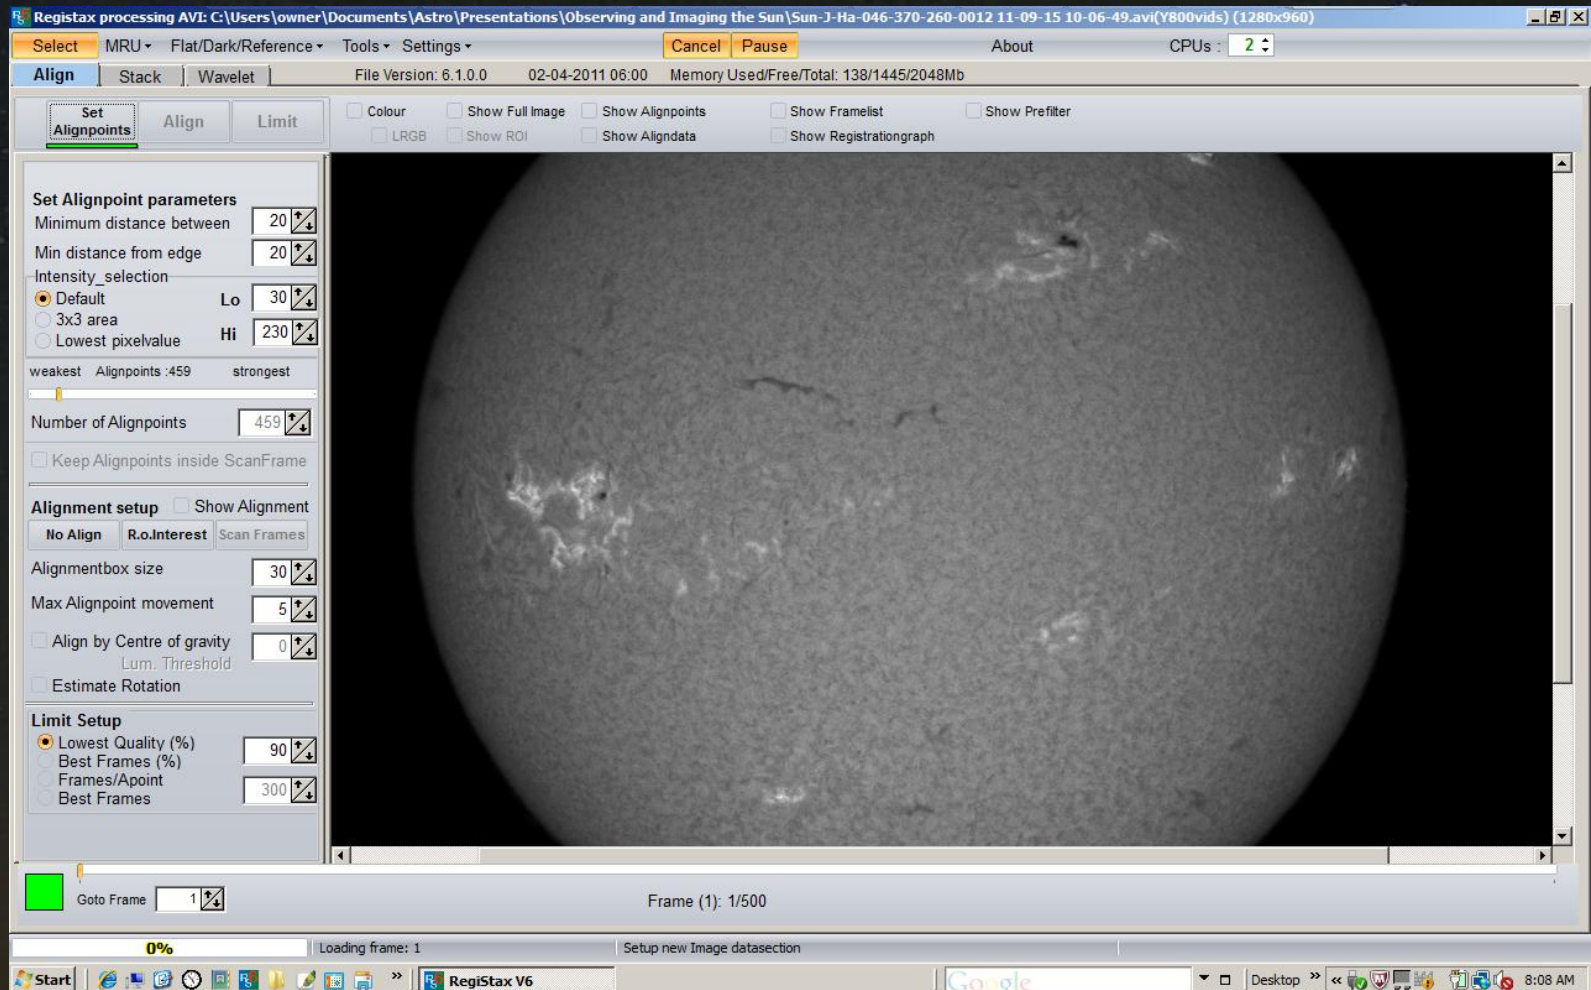 Registax processing AVI: C:\Users\owner\Documents\Astro\Presentations\Observing and Imaging the Sun\Sun-J-Ha-046-370-260-0012 11-09-15 10-06-49.avi(Y800vids) (1280x960)
Select MRU Flat/Dark/Reference Tools Settings Cancel Pause About CPUs : 2
Align Stack Wavelet File Version: 6.1.0.0 02-04-2011 06:00 Memory Used/Free/Total: 138/1445/2048Mb
Set Alignpoints Align Limit
Colour Show Full Image Show Alignpoints Show Framelist Show Prefilter
LRGB Show ROI Show Aligndata Show Registrationgraph
Set Alignpoint parameters
Minimum distance between 20
Min distance from edge 20
Intensity_selection
Default Lo 30
3x3 area
Hi 230
Lowest pixelvalue
weakest Alignpoints :459 strongest
Number of Alignpoints 459
Keep Alignpoints inside ScanFrame
Alignment setup Show Alignment
No Align R.o.Interest Scan Frames
Alignmentbox size 30
Max Alignpoint movement 5
Align by Centre of gravity 0
Lum. Threshold
Estimate Rotation
Limit Setup
Lowest Quality (%) 90
Best Frames (%)
Frames/Apoint 300
Best Frames
Goto Frame 1 Frame (1): 1/500
0% Loading frame: 1 Setup new Image datasection
Start » RegiStax V6 Google Desktop » « 8:08 AM